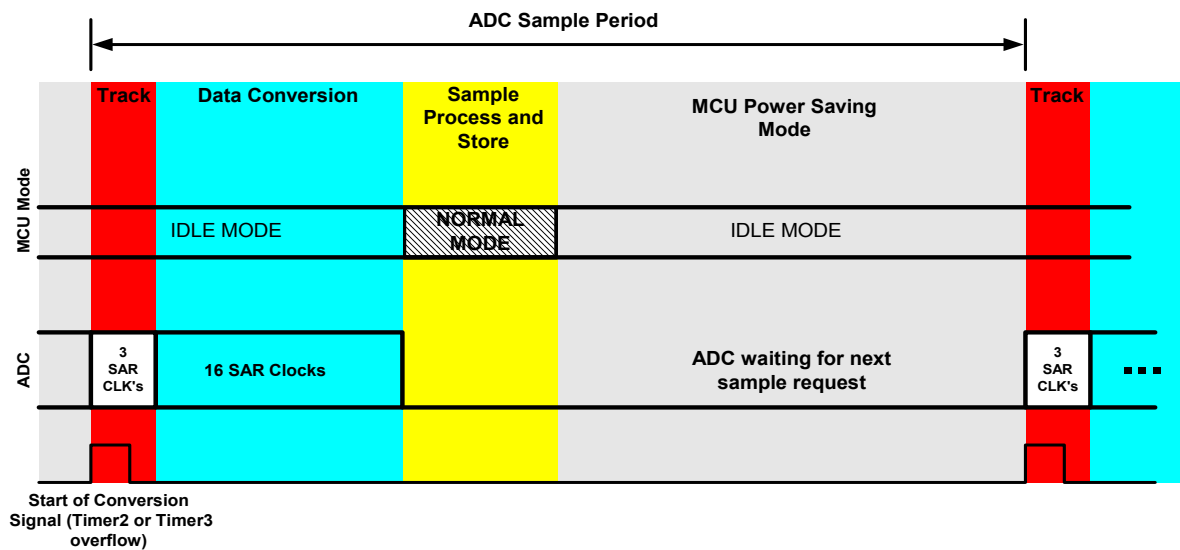 ADC Sample Period
Track
Data Conversion
Sample
Process and
Store
MCU Power Saving
Mode
Track
MCU Mode
IDLE MODE
NORMAL
MODE
IDLE MODE
ADC
3
SAR
CLK's
16 SAR Clocks
ADC waiting for next
sample request
3
SAR
CLK's
Start of Conversion
Signal (Timer2 or Timer3
overflow)